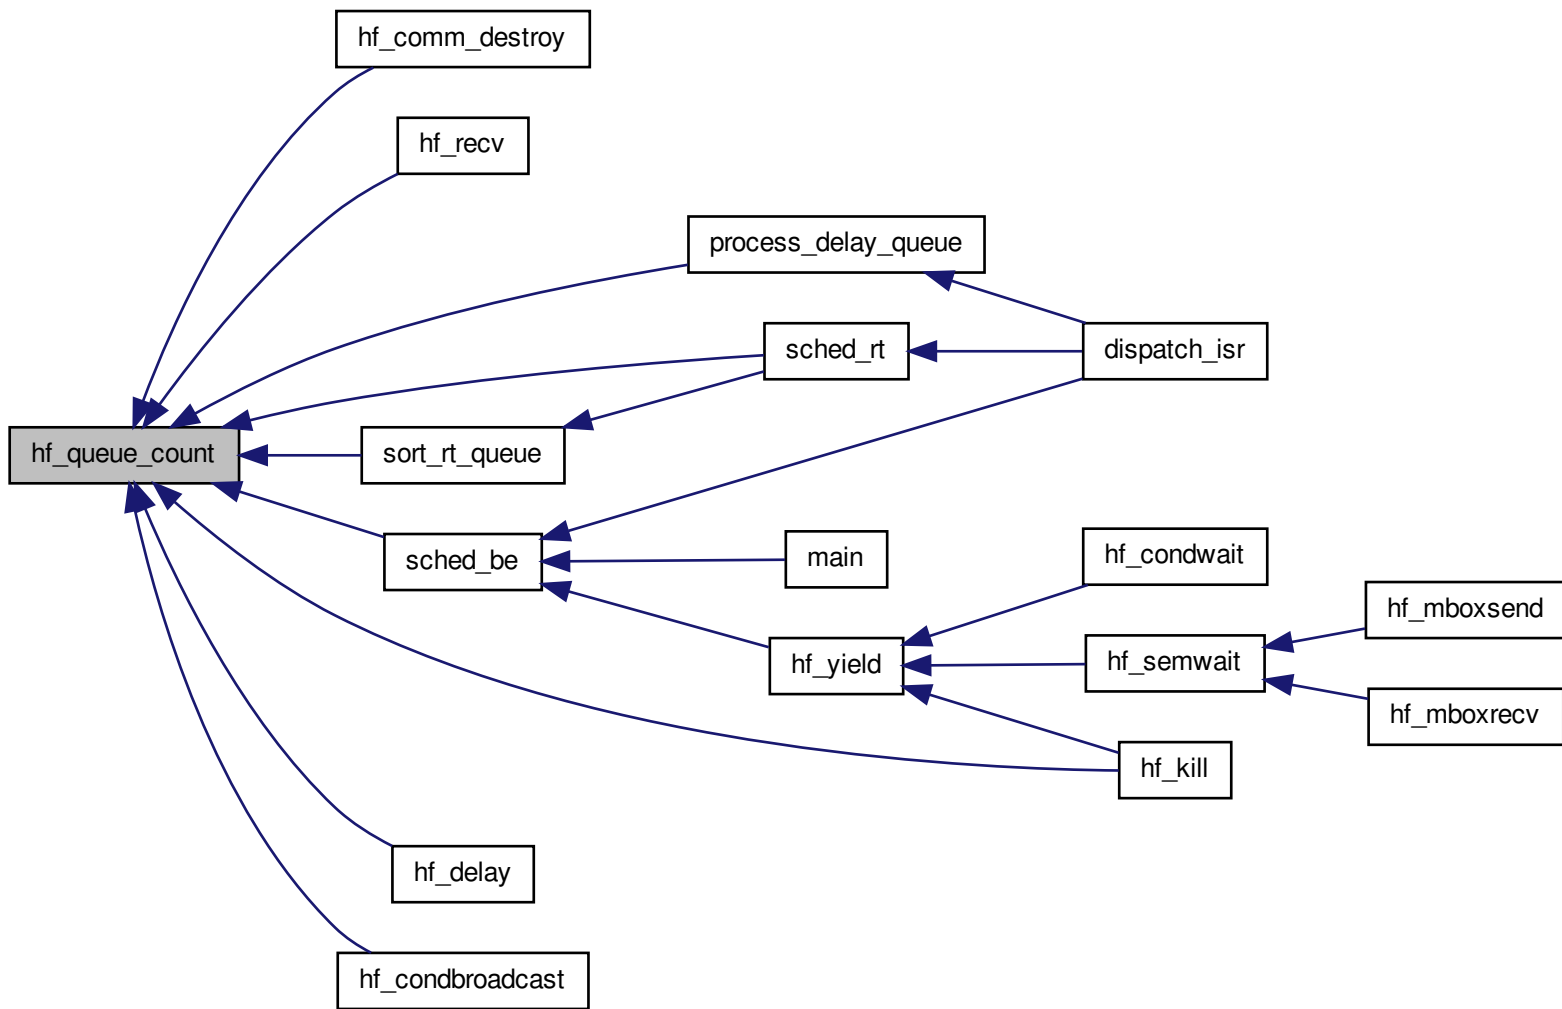 hf_comm_destroy
hf_recv
process_delay_queue
sched_rt
dispatch_isr
hf_queue_count
sort_rt_queue
sched_be
main
hf_condwait
hf_mboxsend
hf_yield
hf_semwait
hf_mboxrecv
hf_kill
hf_delay
hf_condbroadcast